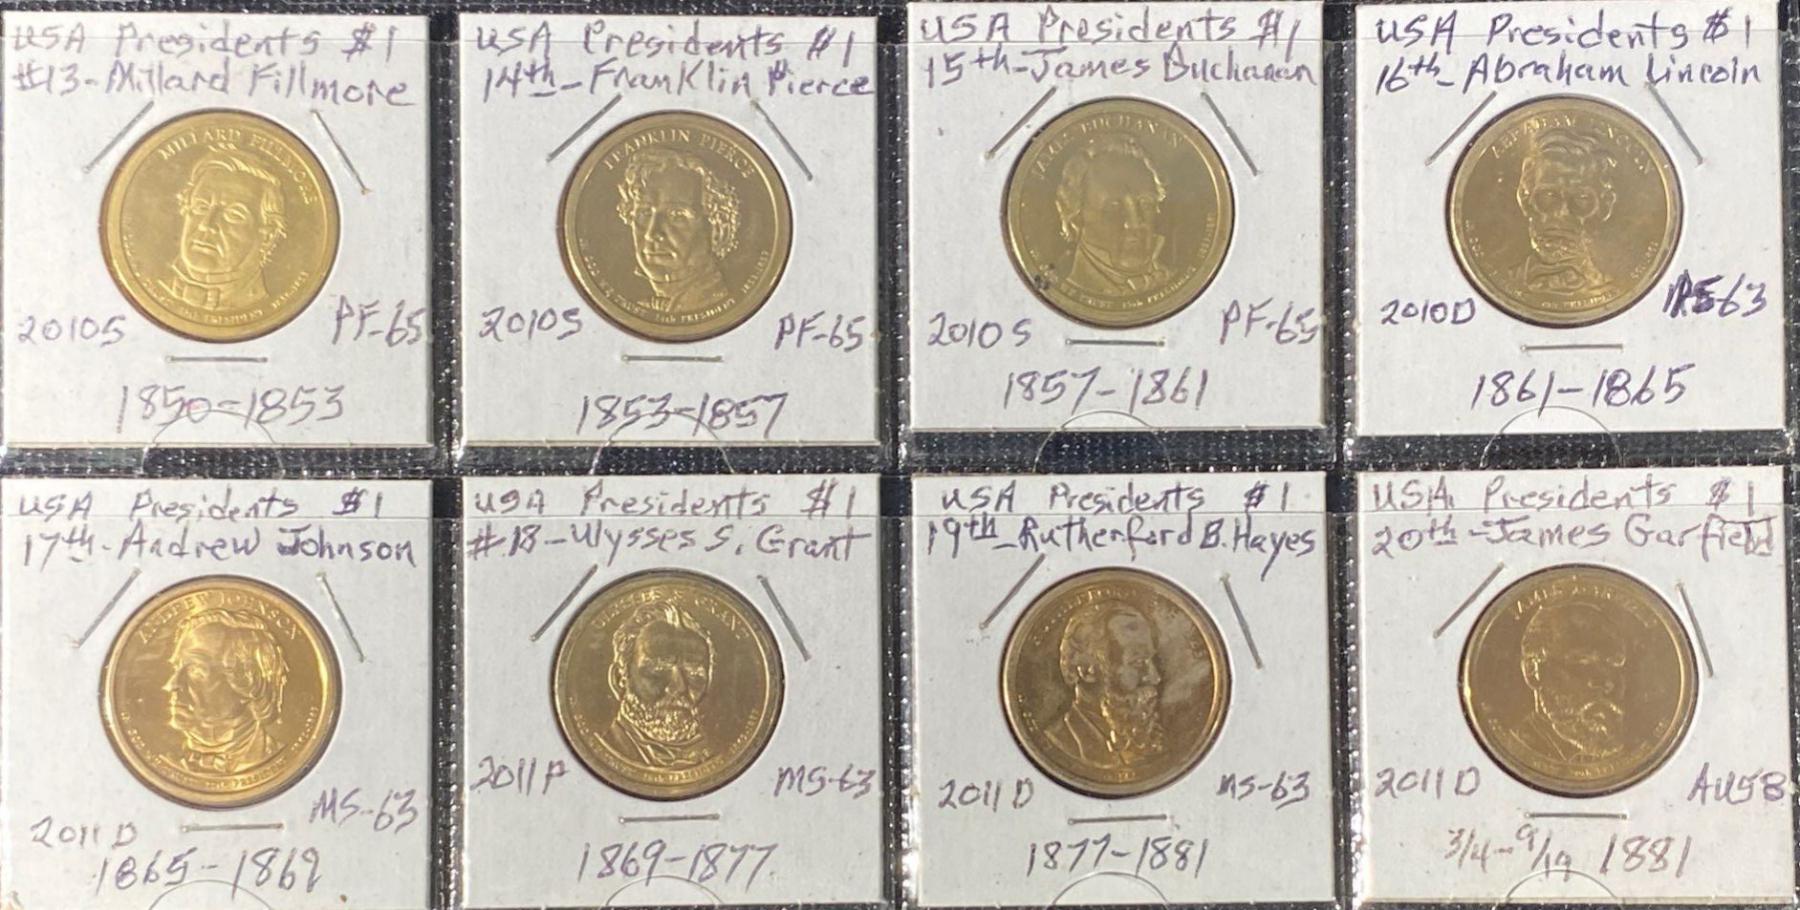 USA Presidents $1
#13-Millard Fillmore
MILLARD FILLMORE
2010S
PF-65
1850-1853
USA Presidents $1
14th-Franklin Pierce
FRANKLIN PIERCE
2010S
PF-65
1853-1857
USA Presidents $1
15th-James Buchanan
JAMES BUCHANAN
2010S
PF-65
1857-1861
USA Presidents $1
16th-Abraham Lincoln
ABRAHAM LINCOLN
2010D
1861-1865
USA Presidents $1
17th-Andrew Johnson
ANDREW JOHNSON
2011D
MS-63
1865-1869
USA Presidents $1
#18-Ulysses S. Grant
ULYSSES S. GRANT
2011P
MS-63
1869-1877
USA Presidents $1
19th-Rutherford B. Hayes
2011D
MS-63
1877-1881
USA Presidents $1
20th-James Garfield
2011D
AU58
3/4-9/19 1881